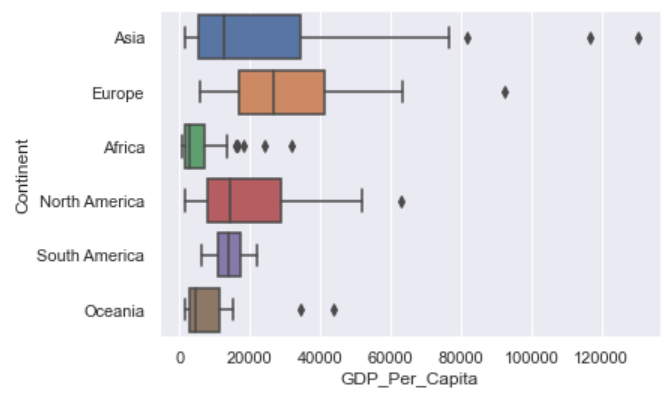 Continent
Asia
Europe
Africa
North America
South America
Oceania
0 20000 40000 60000 80000 100000 120000
GDP_Per_Capita